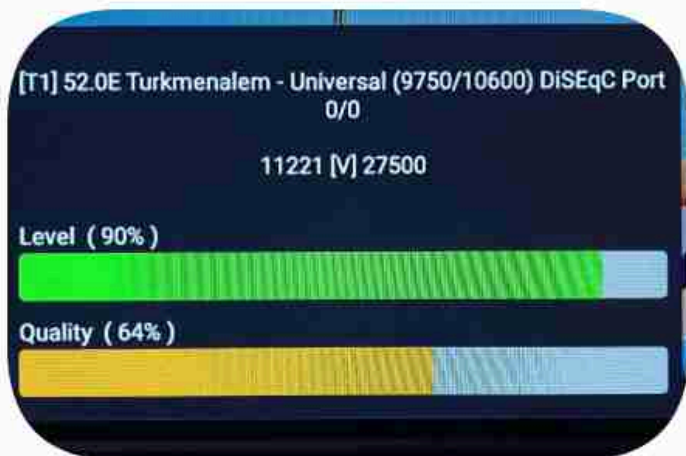 [T1] 52.0E Turkmenalem - Universal (9750/10600) DiSEqC Port
0/0
11221 [V] 27500
Level ( 90% )
Quality ( 64% )